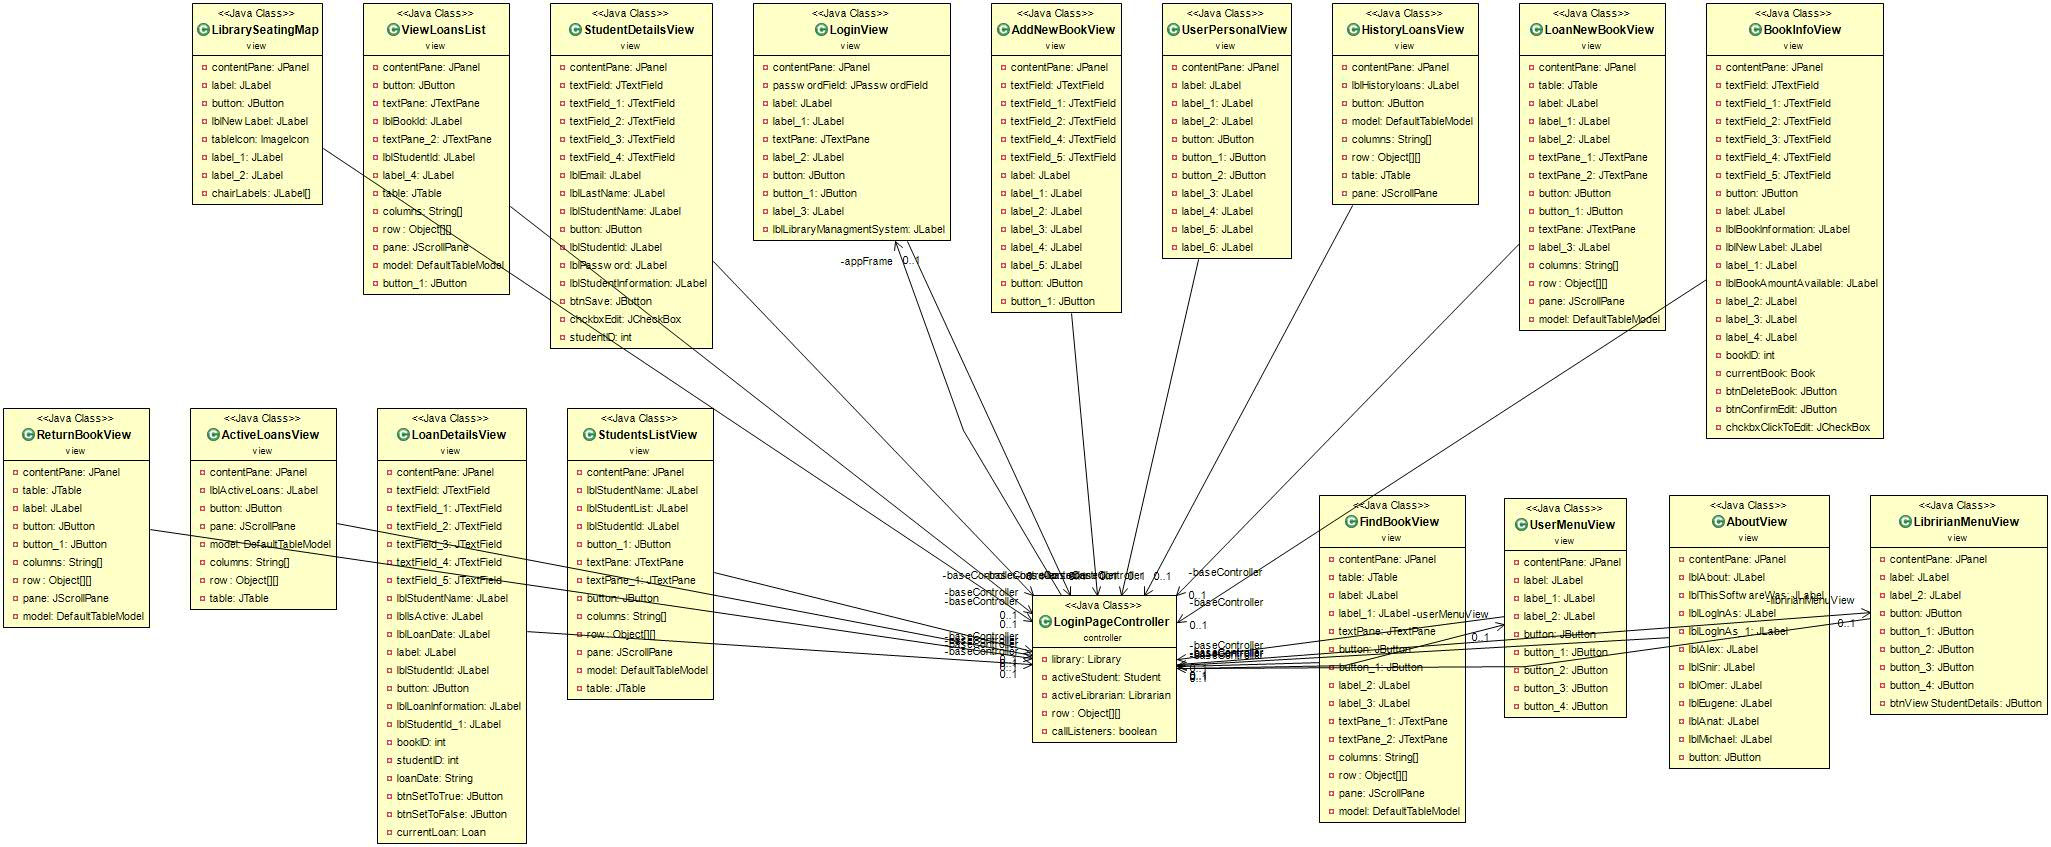 <<Java Class>>
LibrarySeatingMap
view
contentPane: JPanel
label: JLabel
button: JButton
lblNewLabel: JLabel
tableIcon: ImageIcon
label_1: JLabel
label_2: JLabel
chairLabels: JLabel[]
<<Java Class>>
ViewLoansList
view
contentPane: JPanel
button: JButton
textPane: JTextPane
lblBookId: JLabel
textPane_2: JTextPane
lblStudentId: JLabel
label_4: JLabel
table: JTable
columns: String[]
row: Object[][]
pane: JScrollPane
model: DefaultTableModel
button_1: JButton
<<Java Class>>
StudentDetailsView
view
contentPane: JPanel
textField: JTextField
textField_1: JTextField
textField_2: JTextField
textField_3: JTextField
textField_4: JTextField
lblEmail: JLabel
lblLastName: JLabel
lblStudentName: JLabel
button: JButton
lblStudentId: JLabel
lblPassword: JLabel
lblStudentInformation: JLabel
btnSave: JButton
chckbxEdit: JCheckBox
studentID: int
<<Java Class>>
LoginView
view
contentPane: JPanel
passwordField: JPasswordField
label: JLabel
label_1: JLabel
textPane: JTextPane
label_2: JLabel
button: JButton
button_1: JButton
label_3: JLabel
lblLibraryManagmentSystem: JLabel
-appFrame
0..1
<<Java Class>>
AddNewBookView
view
contentPane: JPanel
textField: JTextField
textField_1: JTextField
textField_2: JTextField
textField_4: JTextField
textField_5: JTextField
label: JLabel
label_1: JLabel
label_2: JLabel
label_3: JLabel
label_4: JLabel
label_5: JLabel
button: JButton
button_1: JButton
<<Java Class>>
UserPersonalView
view
contentPane: JPanel
label: JLabel
label_1: JLabel
label_2: JLabel
button: JButton
button_1: JButton
button_2: JButton
label_3: JLabel
label_4: JLabel
label_5: JLabel
label_6: JLabel
<<Java Class>>
HistoryLoansView
view
contentPane: JPanel
lblHistoryloans: JLabel
button: JButton
model: DefaultTableModel
columns: String[]
row: Object[][]
table: JTable
pane: JScrollPane
<<Java Class>>
LoanNewBookView
view
contentPane: JPanel
table: JTable
label: JLabel
label_1: JLabel
label_2: JLabel
textPane_1: JTextPane
textPane_2: JTextPane
button: JButton
button_1: JButton
textPane: JTextPane
label_3: JLabel
columns: String[]
row: Object[][]
pane: JScrollPane
model: DefaultTableModel
<<Java Class>>
BookInfoView
view
contentPane: JPanel
textField: JTextField
textField_1: JTextField
textField_2: JTextField
textField_3: JTextField
textField_4: JTextField
textField_5: JTextField
button: JButton
label: JLabel
lblBookInformation: JLabel
lblNewLabel: JLabel
label_1: JLabel
lblBookAmountAvailable: JLabel
label_2: JLabel
label_3: JLabel
label_4: JLabel
bookID: int
currentBook: Book
btnDeleteBook: JButton
btnConfirmEdit: JButton
chckbxClickToEdit: JCheckBox
<<Java Class>>
ReturnBookView
view
contentPane: JPanel
table: JTable
label: JLabel
button: JButton
button_1: JButton
columns: String[]
row: Object[][]
pane: JScrollPane
model: DefaultTableModel
<<Java Class>>
ActiveLoansView
view
contentPane: JPanel
lblActiveLoans: JLabel
button: JButton
pane: JScrollPane
model: DefaultTableModel
columns: String[]
row: Object[][]
table: JTable
<<Java Class>>
LoanDetailsView
view
contentPane: JPanel
textField: JTextField
textField_1: JTextField
textField_2: JTextField
textField_3: JTextField
textField_4: JTextField
textField_5: JTextField
lblStudentName: JLabel
lblIsActive: JLabel
lblLoanDate: JLabel
label: JLabel
lblStudentId: JLabel
button: JButton
lblLoanInformation: JLabel
lblStudentId_1: JLabel
bookID: int
studentID: int
loanDate: String
btnSetToTrue: JButton
btnSetToFalse: JButton
currentLoan: Loan
<<Java Class>>
StudentsListView
view
contentPane: JPanel
lblStudentName: JLabel
lblStudentList: JLabel
lblStudentId: JLabel
button_1: JButton
textPane: JTextPane
textPane_1: JTextPane
button: JButton
columns: String[]
row: Object[][]
pane: JScrollPane
model: DefaultTableModel
table: JTable
-baseController
-baseController
-baseController
0..1
0..1
-baseController
0..1
0..1
<<Java Class>>
LoginPageController
controller
library: Library
activeStudent: Student
activeLibrarian: Librarian
row: Object[][]
callListeners: boolean
0..1
-baseController
0..1
-baseController
0..1
-baseController
0..1
<<Java Class>>
FindBookView
view
contentPane: JPanel
table: JTable
label: JLabel
label_1: JLabel
textPane: JTextPane
button: JButton
button_1: JButton
label_2: JLabel
label_3: JLabel
textPane_1: JTextPane
textPane_2: JTextPane
columns: String[]
row: Object[][]
pane: JScrollPane
model: DefaultTableModel
-userMenuView
0..1
<<Java Class>>
UserMenuView
view
contentPane: JPanel
label: JLabel
label_1: JLabel
label_2: JLabel
button: JButton
button_1: JButton
button_2: JButton
button_3: JButton
button_4: JButton
<<Java Class>>
AboutView
view
contentPane: JPanel
lblAbout: JLabel
lblThisSoftwareWas: JLabel
lblLoginAs: JLabel
lblLoginAs_1: JLabel
lblAlex: JLabel
lblSnir: JLabel
lblOmer: JLabel
lblEugene: JLabel
lblAnat: JLabel
lblMichael: JLabel
button: JButton
-libririanMenuView
0..1
<<Java Class>>
LibririanMenuView
view
contentPane: JPanel
label: JLabel
label_2: JLabel
button: JButton
button_1: JButton
button_2: JButton
button_3: JButton
button_4: JButton
btnViewStudentDetails: JButton